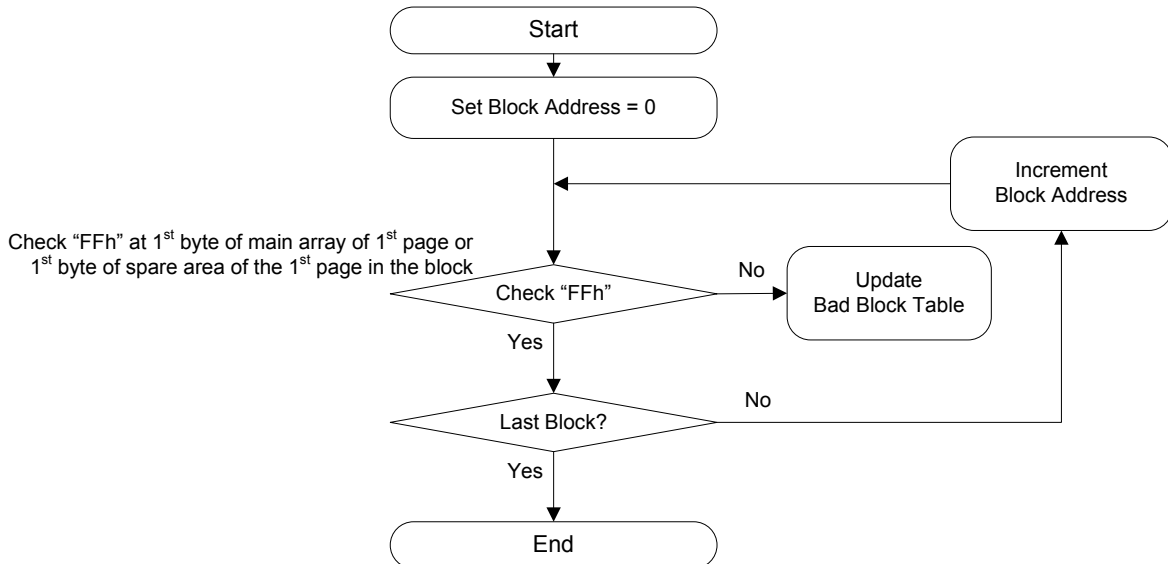 Start
Set Block Address = 0
Increment
Block Address
Check “FFh” at 1st byte of main array of 1st page or
1st byte of spare area of the 1st page in the block
Check “FFh”
No
Update
Bad Block Table
Yes
Last Block?
No
Yes
End